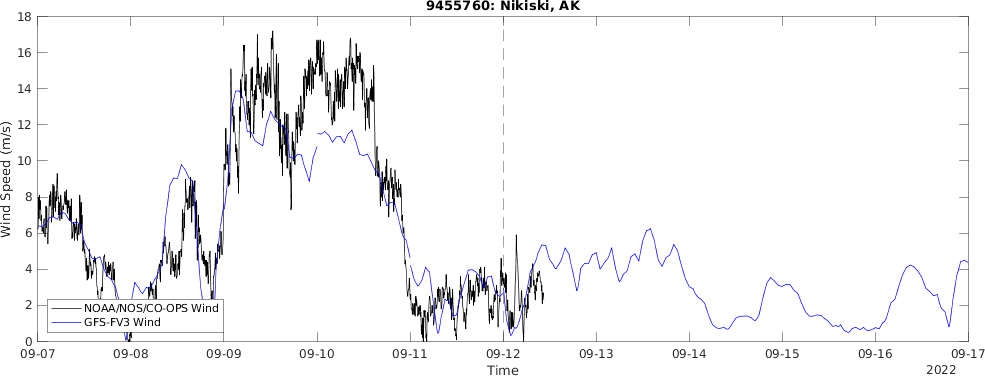 9455760: Nikiski, AK
18
16
14
12
10
8
6
4
2
0
Wind Speed (m/s)
NOAA/NOS/CO-OPS Wind
GFS-FV3 Wind
09-07 09-08 09-09 09-10 09-11 09-12 09-13 09-14 09-15 09-16 09-17
Time
2022